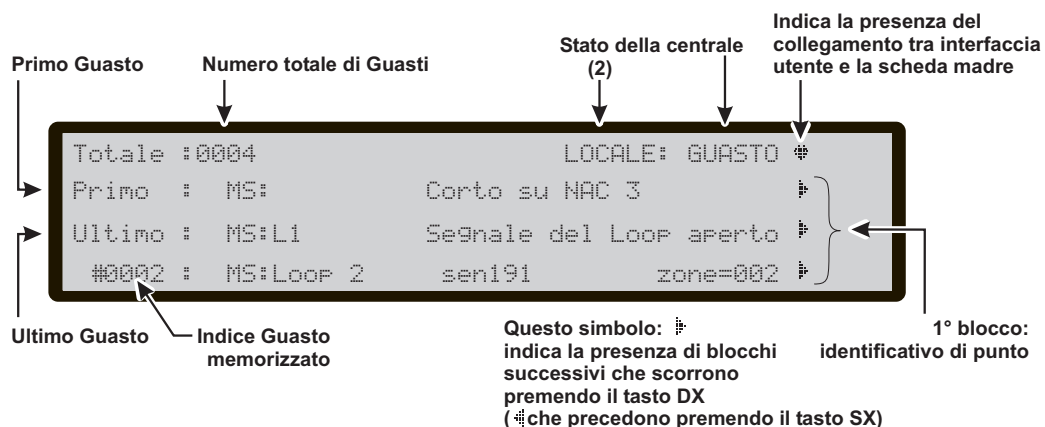 Indica la presenza del
collegamento tra interfaccia
utente e la scheda madre
Stato della centrale
(2)
Primo Guasto
Numero totale di Guasti
Totale :0004 LOCALE: GUASTO
Primo : MS: Corto su NAC 3
Ultimo : MS:L1 Segnale del Loop aperto
#0002 : MS:Loop 2 sen191 zone=002
Ultimo Guasto
Indice Guasto
memorizzato
Questo simbolo:
indica la presenza di blocchi
successivi che scorrono
premendo il tasto DX
( che precedono premendo il tasto SX)
1° blocco:
identificativo di punto